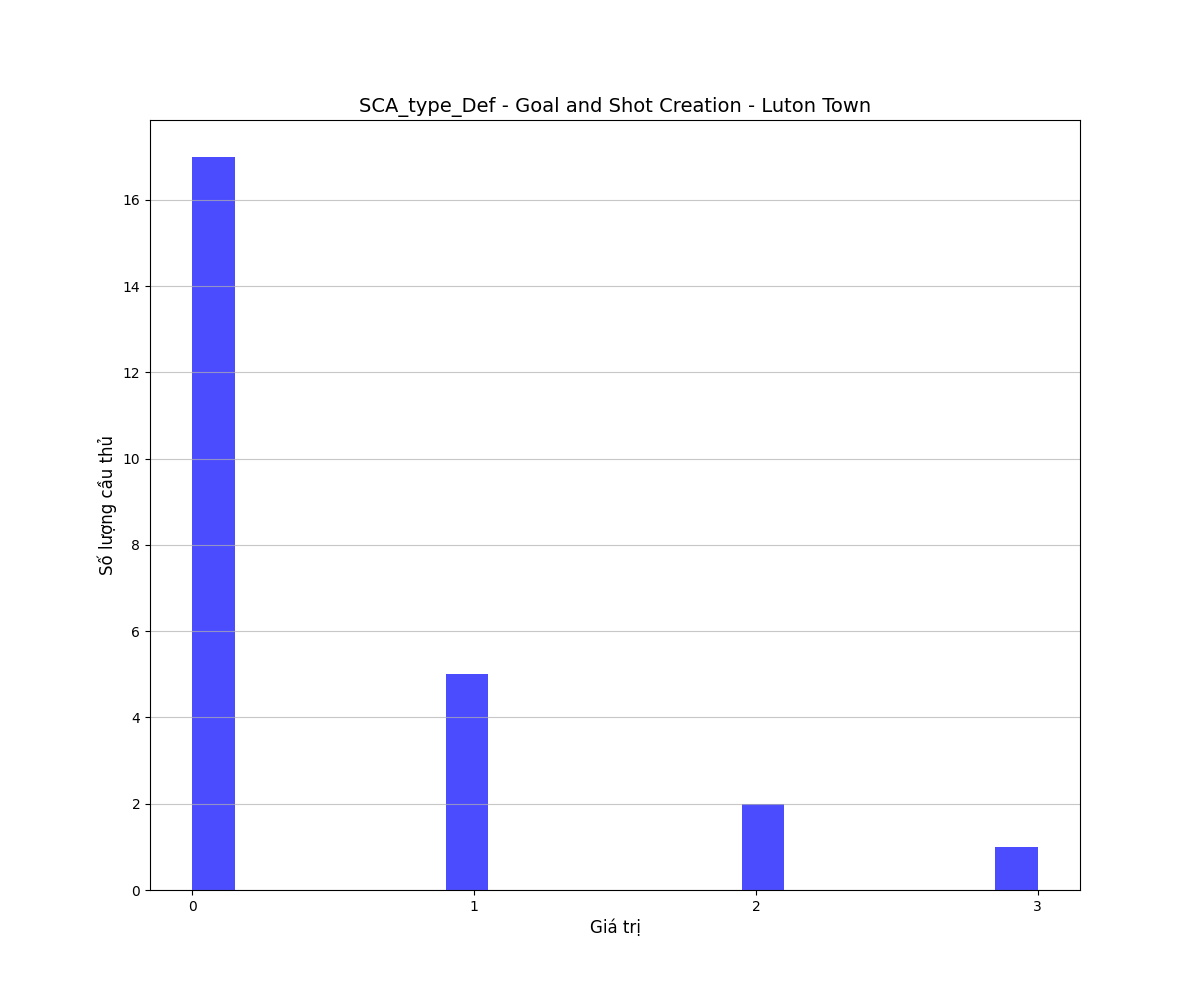 SCA_type_Def - Goal and Shot Creation - Luton Town
Số lượng cầu thủ
16
14
12
10
8
6
4
2
0
0 1 2 3
Giá trị